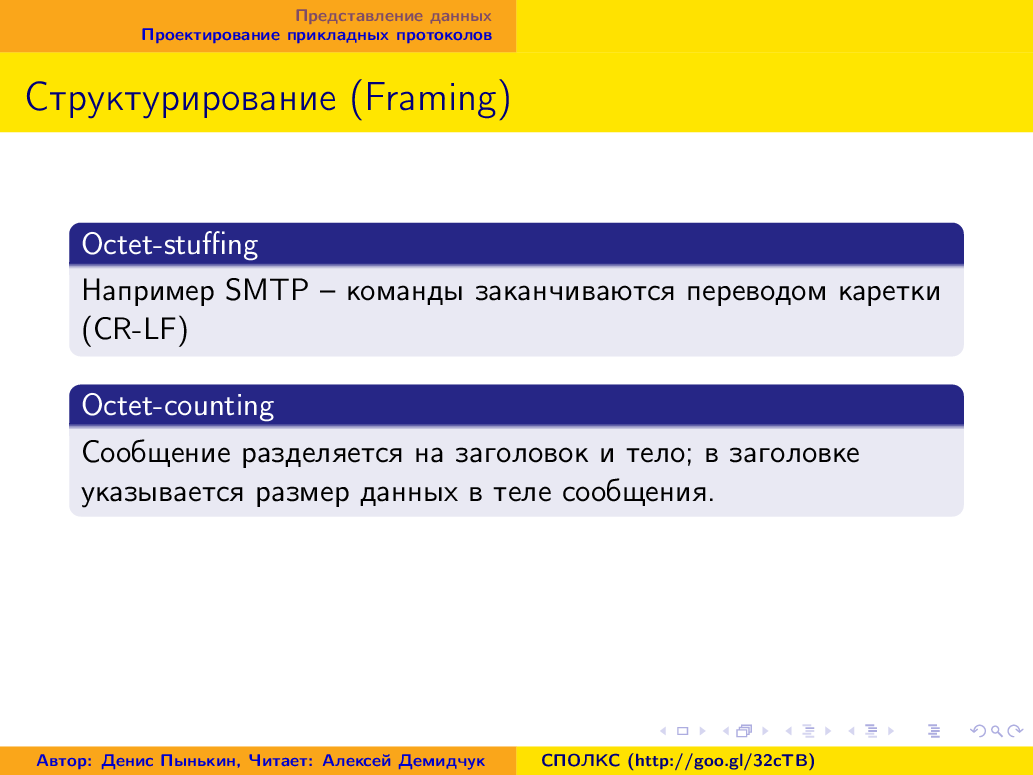 Представление данных
Проектирование прикладных протоколов
Структурирование (Framing)
Octet-stuffing
Например SMTP – команды заканчиваются переводом каретки
(CR-LF)
Octet-counting
Сообщение разделяется на заголовок и тело; в заголовке
указывается размер данных в теле сообщения.
Автор: Денис Пынькин, Читает: Алексей Демидчук
СПОЛКС (http://goo.gl/32cTB)